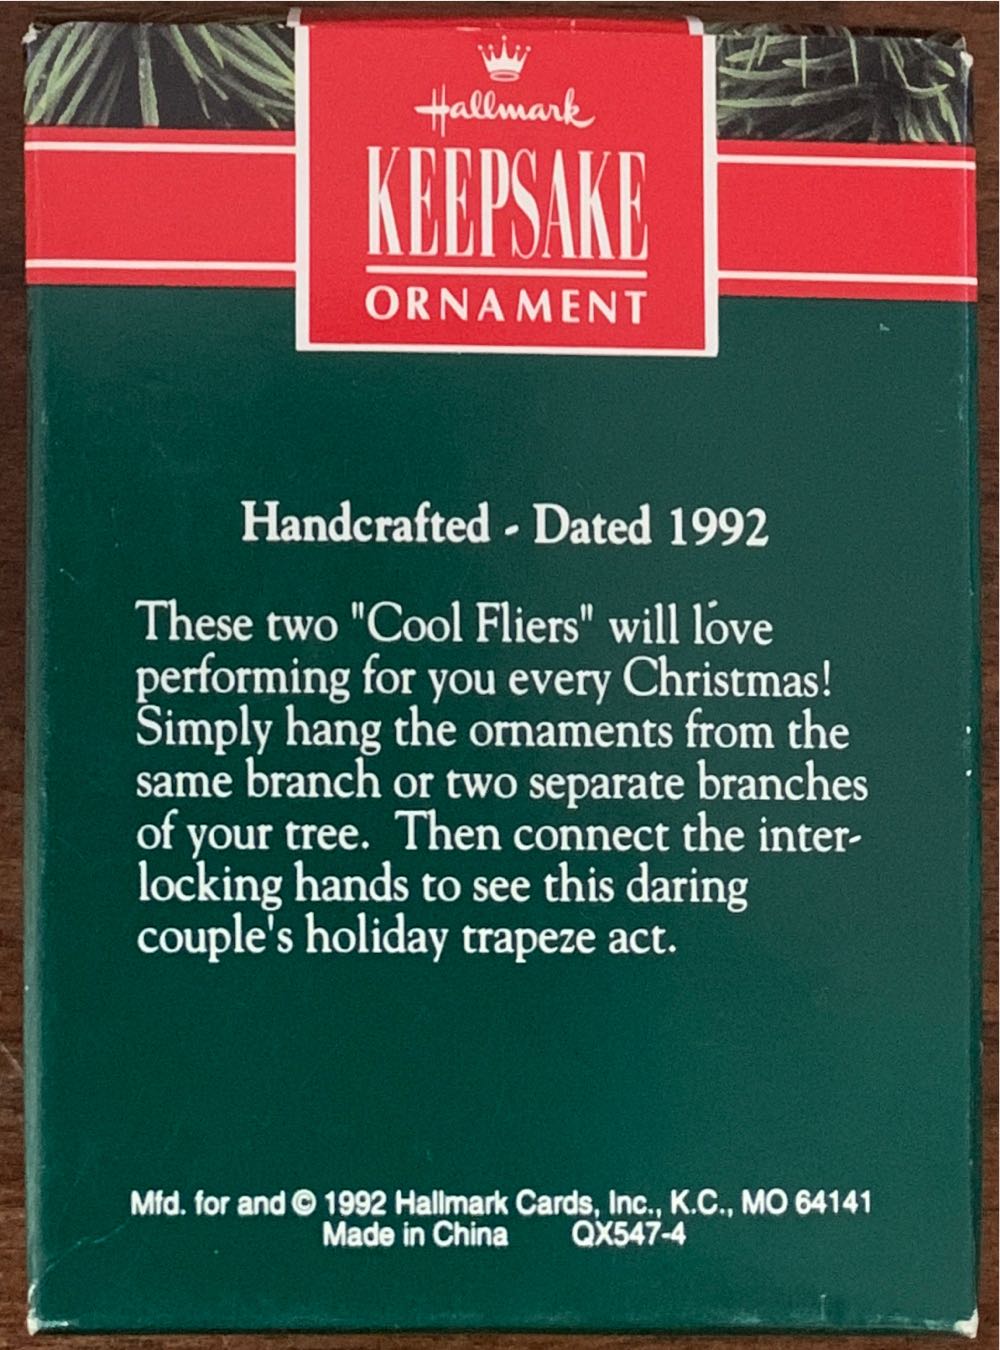 Hallmark
KEEPSAKE
ORNAMENT
Handcrafted - Dated 1992
These two "Cool Fliers" will love
performing for you every Christmas!
Simply hang the ornaments from the
same branch or two separate branches
of your tree. Then connect the inter-
locking hands to see this daring
couple's holiday trapeze act.
Mfd. for and © 1992 Hallmark Cards, Inc., K.C., MO 64141
Made in China QX547-4